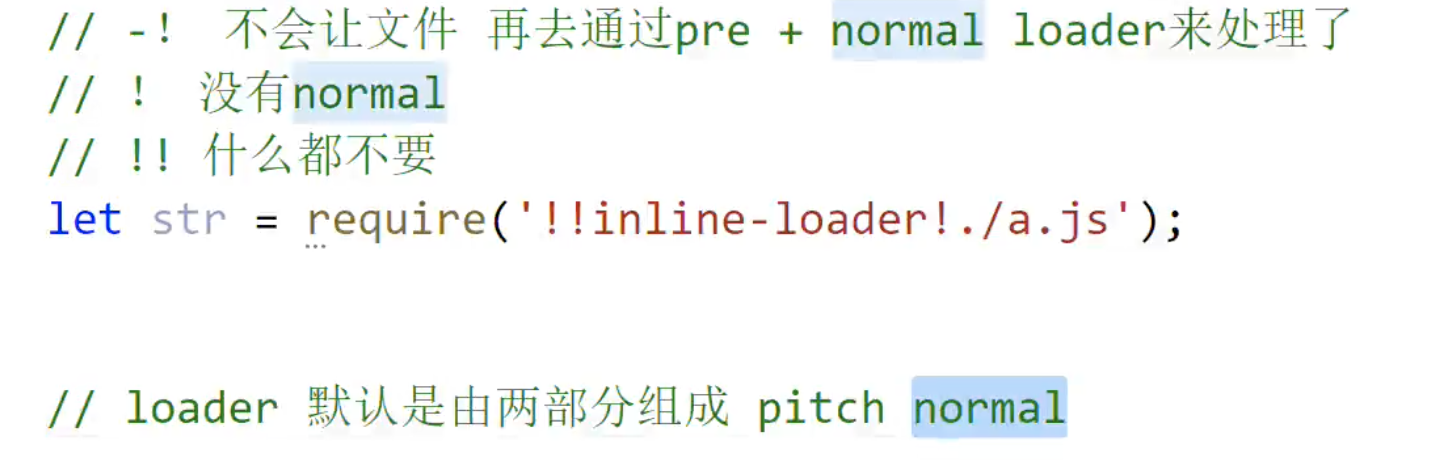 // -!  不会让文件 再去通过pre + normal loader来处理了
// !  没有normal
// !! 什么都不要
let str = require('!!inline-loader!./a.js');
// loader 默认是由两部分组成 pitch normal